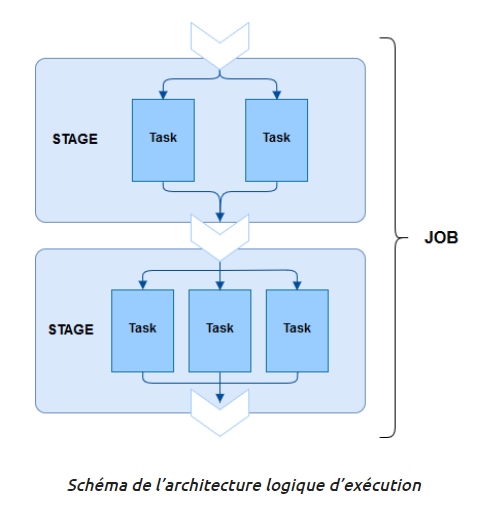 STAGE
Task
Task
JOB
STAGE
Task
Task
Task
Schéma de l'architecture logique d'exécution